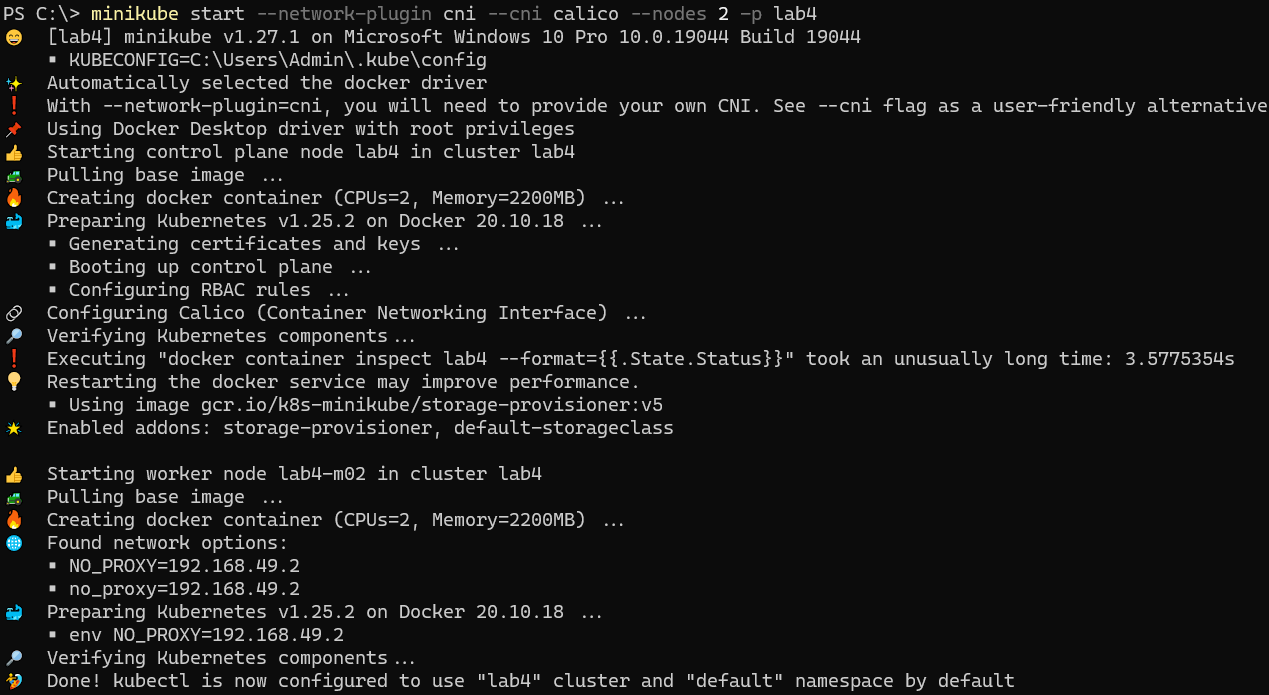 PS C:\> minikube start --network-plugin cni --cni calico --nodes 2 -p lab4
😄 [lab4] minikube v1.27.1 on Microsoft Windows 10 Pro 10.0.19044 Build 19044
▪ KUBECONFIG=C:\Users\Admin\.kube\config
✨ Automatically selected the docker driver
❗ With --network-plugin=cni, you will need to provide your own CNI. See --cni flag as a user-friendly alternative
📌 Using Docker Desktop driver with root privileges
👍 Starting control plane node lab4 in cluster lab4
🚜 Pulling base image ...
🔥 Creating docker container (CPUs=2, Memory=2200MB) ...
🐳 Preparing Kubernetes v1.25.2 on Docker 20.10.18 ...
▪ Generating certificates and keys ...
▪ Booting up control plane ...
▪ Configuring RBAC rules ...
🔗 Configuring Calico (Container Networking Interface) ...
🔎 Verifying Kubernetes components...
❗ Executing "docker container inspect lab4 --format={{.State.Status}}" took an unusually long time: 3.5775354s
💡 Restarting the docker service may improve performance.
▪ Using image gcr.io/k8s-minikube/storage-provisioner:v5
🌟 Enabled addons: storage-provisioner, default-storageclass
👍 Starting worker node lab4-m02 in cluster lab4
🚜 Pulling base image ...
🔥 Creating docker container (CPUs=2, Memory=2200MB) ...
🌐 Found network options:
▪ NO_PROXY=192.168.49.2
▪ no_proxy=192.168.49.2
🐳 Preparing Kubernetes v1.25.2 on Docker 20.10.18 ...
▪ env NO_PROXY=192.168.49.2
🔎 Verifying Kubernetes components...
🏄 Done! kubectl is now configured to use "lab4" cluster and "default" namespace by default